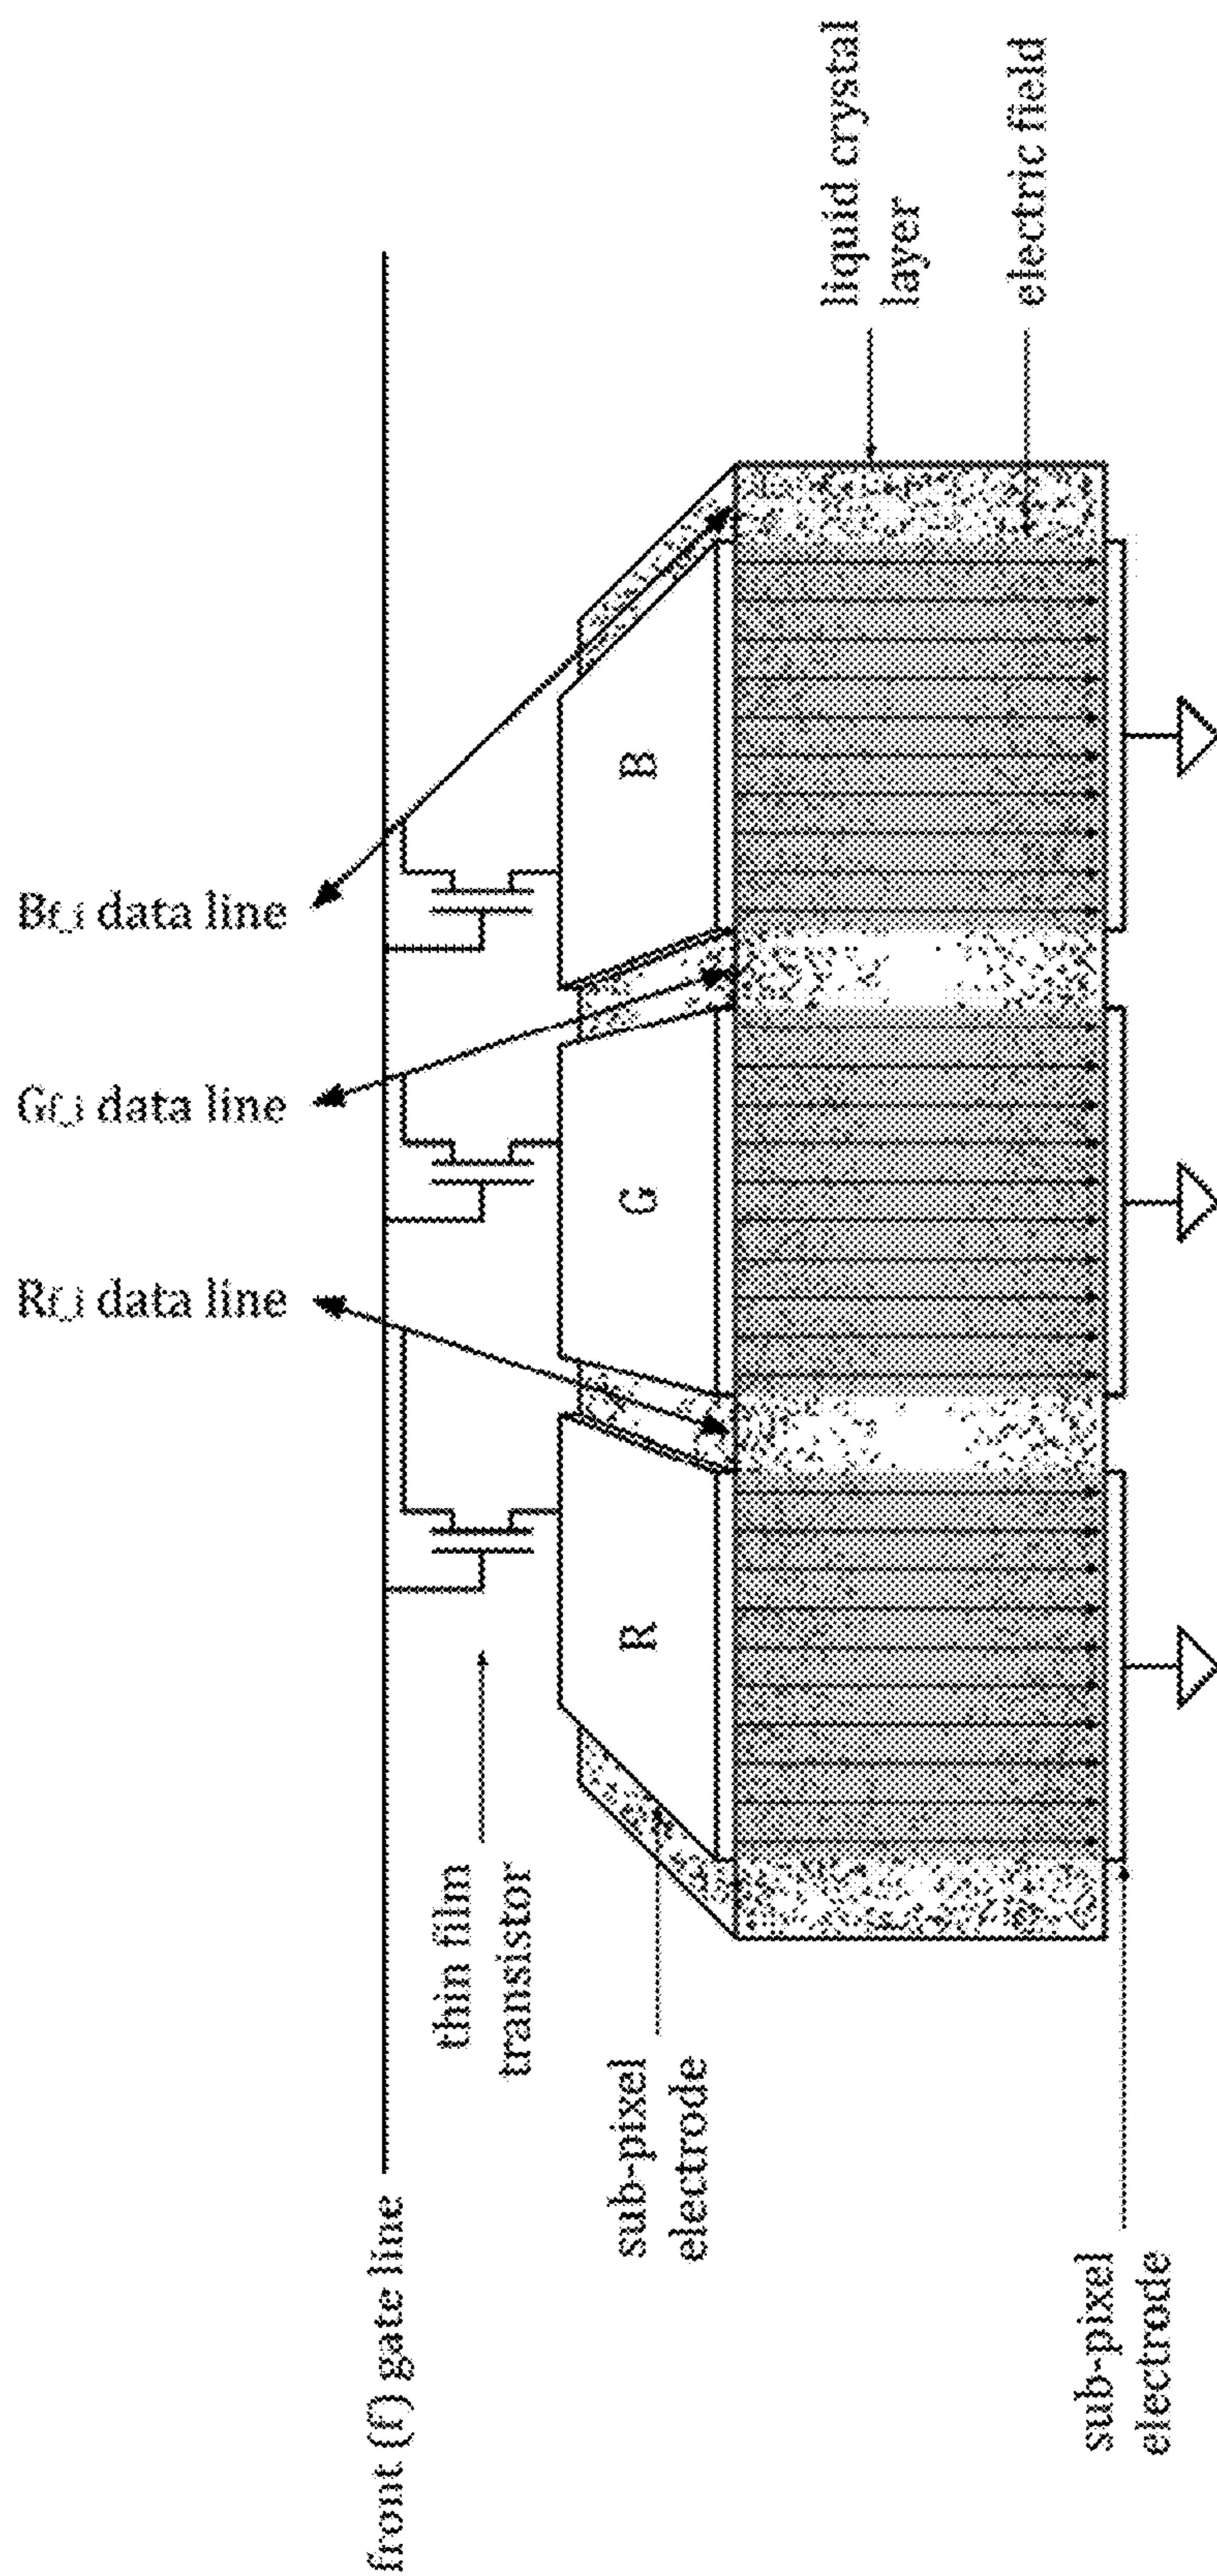 R(_) data line
G(_) data line
B(_) data line
front (f) gate line
thin film
transistor
sub-pixel
electrode
R
G
B
liquid crystal
layer
electric field
sub-pixel
electrode